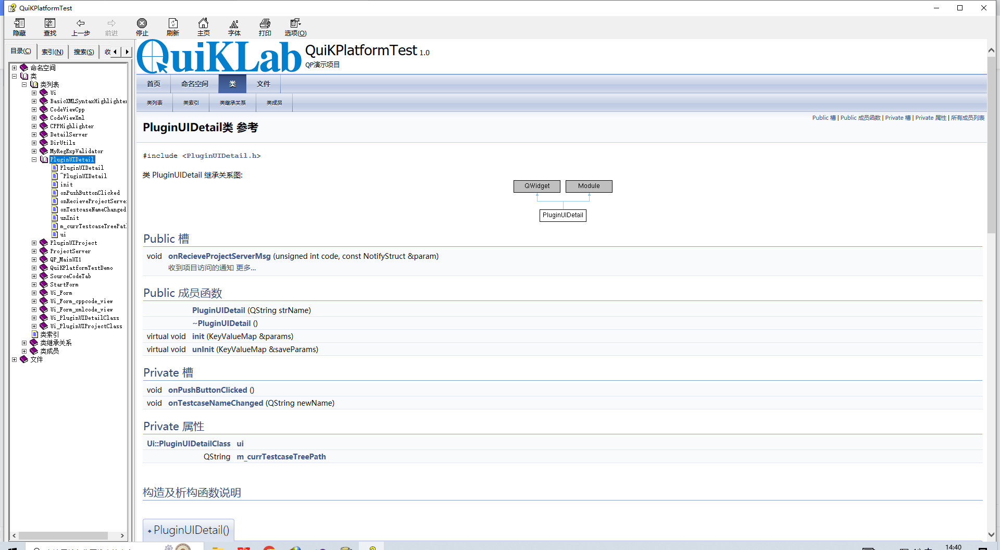 QuiKPlatformTest
隐藏 查找 上一步 前进 停止 刷新 主页 字体 打印 选项(O)
目录(C) 索引(N) 搜索(S) 收
命名空间
类
类列表
Ui
BasicXMLSyntaxHighlighter
CodeViewCpp
CodeViewXml
CPPHighlighter
DetailServer
DirUtils
MyRegExpValidator
PluginUIDetail
PluginUIDetail
~PluginUIDetail
init
onPushButtonClicked
onRecieveProjectServe
onTestcaseNameChanged
unInit
m_currTestcaseTreePat
ui
PluginUIProject
ProjectServer
QP_MainUI1
QuiKPlatformTestDemo
SourceCodeTab
StartForm
Ui_Form
Ui_Form_cppcode_view
Ui_Form_xmlcode_view
Ui_PluginUIDetailClass
Ui_PluginUIProjectClass
类索引
类继承关系
类成员
文件
QuiKLab
QuiKPlatformTest 1.0
QP演示项目
首页 命名空间 类 文件
类列表 类索引 类继承关系 类成员
Public 槽 | Public 成员函数 | Private 槽 | Private 属性 | 所有成员列表
PluginUIDetail类 参考
#include <PluginUIDetail.h>
类 PluginUIDetail 继承关系图:
QWidget Module
PluginUIDetail
Public 槽
void onRecieveProjectServerMsg (unsigned int code, const NotifyStruct &param)
收到项目访问的通知 更多...
Public 成员函数
PluginUIDetail (QString strName)
~PluginUIDetail ()
virtual void init (KeyValueMap &params)
virtual void unInit (KeyValueMap &saveParams)
Private 槽
void onPushButtonClicked ()
void onTestcaseNameChanged (QString newName)
Private 属性
Ui::PluginUIDetailClass ui
QString m_currTestcaseTreePath
构造及析构函数说明
◆ PluginUIDetail()
14:40